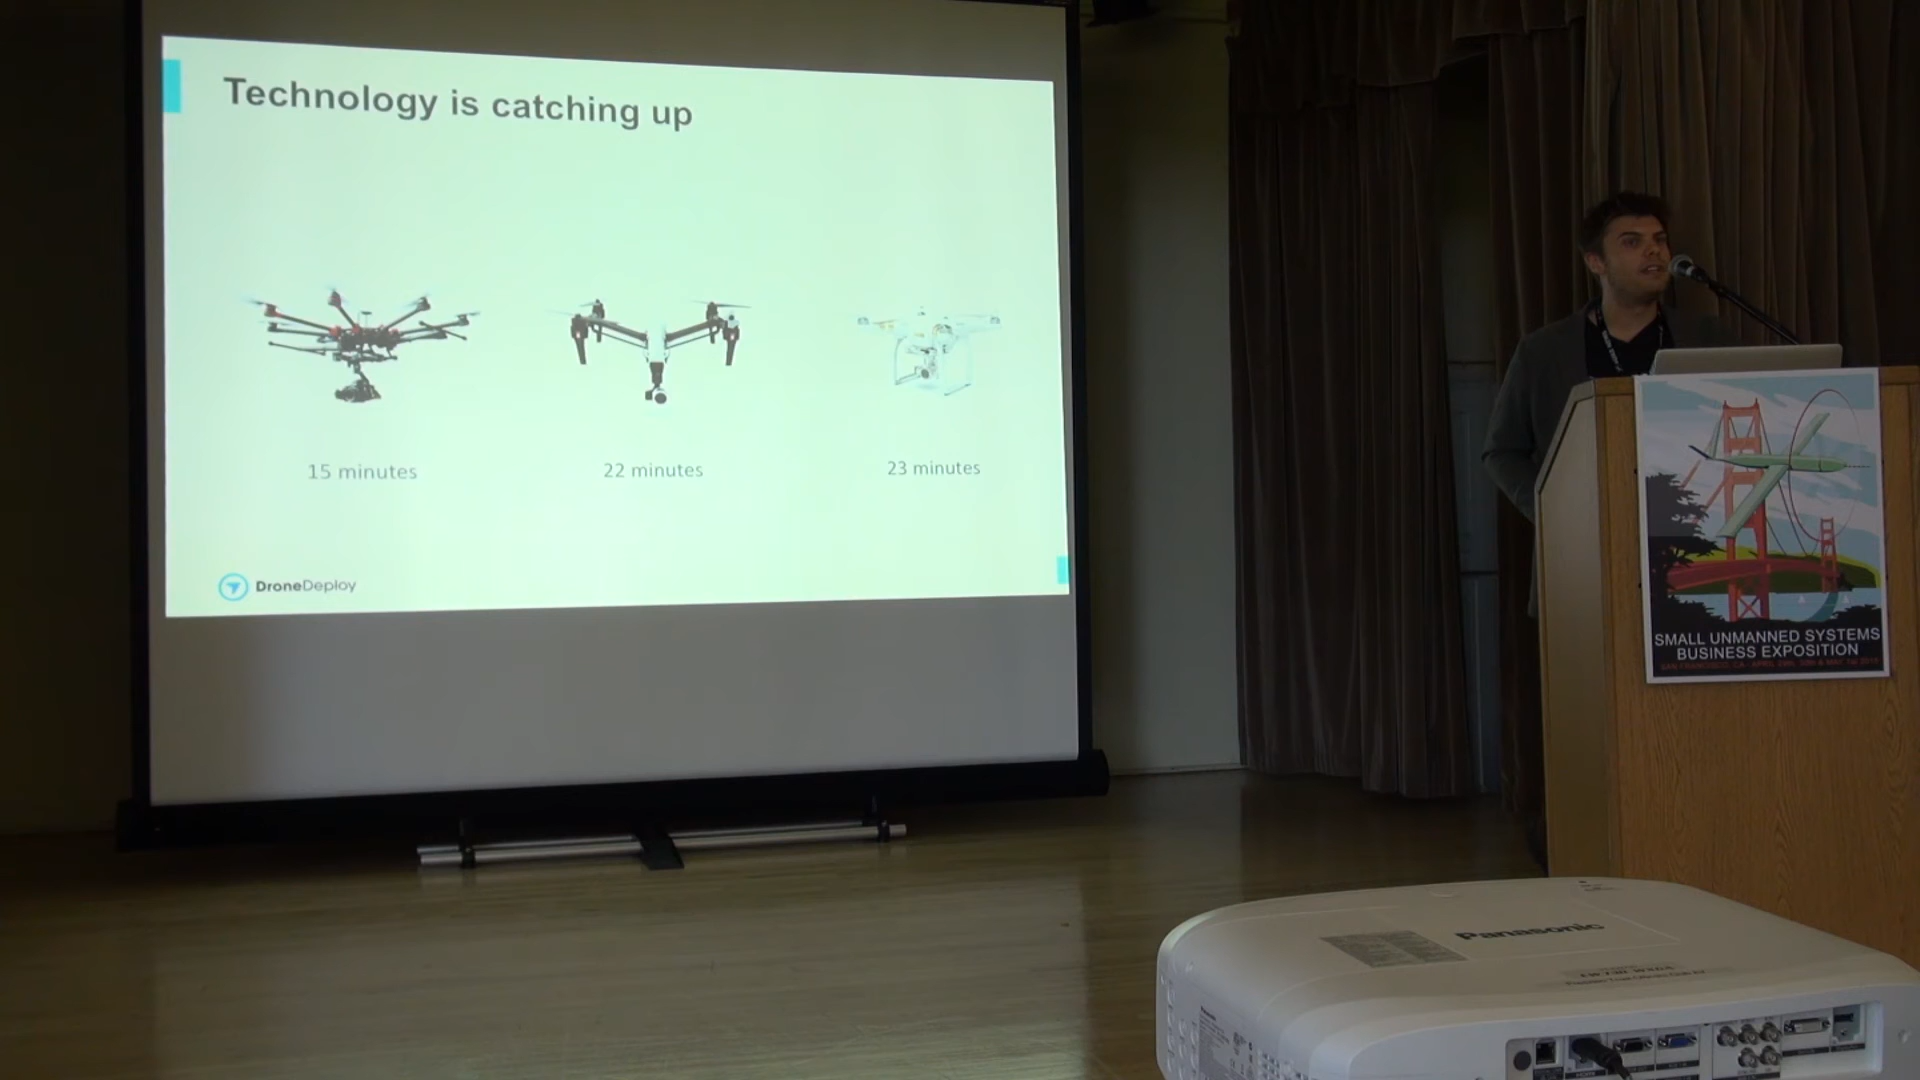 Technology is catching up
15 minutes
22 minutes
23 minutes
DroneDeploy
SMALL UNMANNED SYSTEMS
BUSINESS EXPOSITION
Panasonic